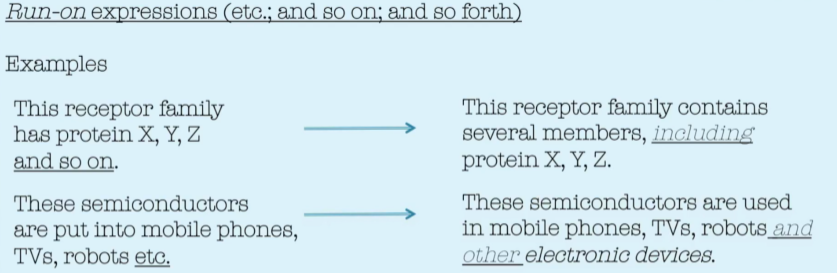 Run-on expressions (etc.; and so on; and so forth)
Examples
This receptor family
has protein X, Y, Z
and so on.
This receptor family contains
several members, including
protein X, Y, Z.
These semiconductors
are put into mobile phones,
TVs, robots etc.
These semiconductors are used
in mobile phones, TVs, robots and
other electronic devices.